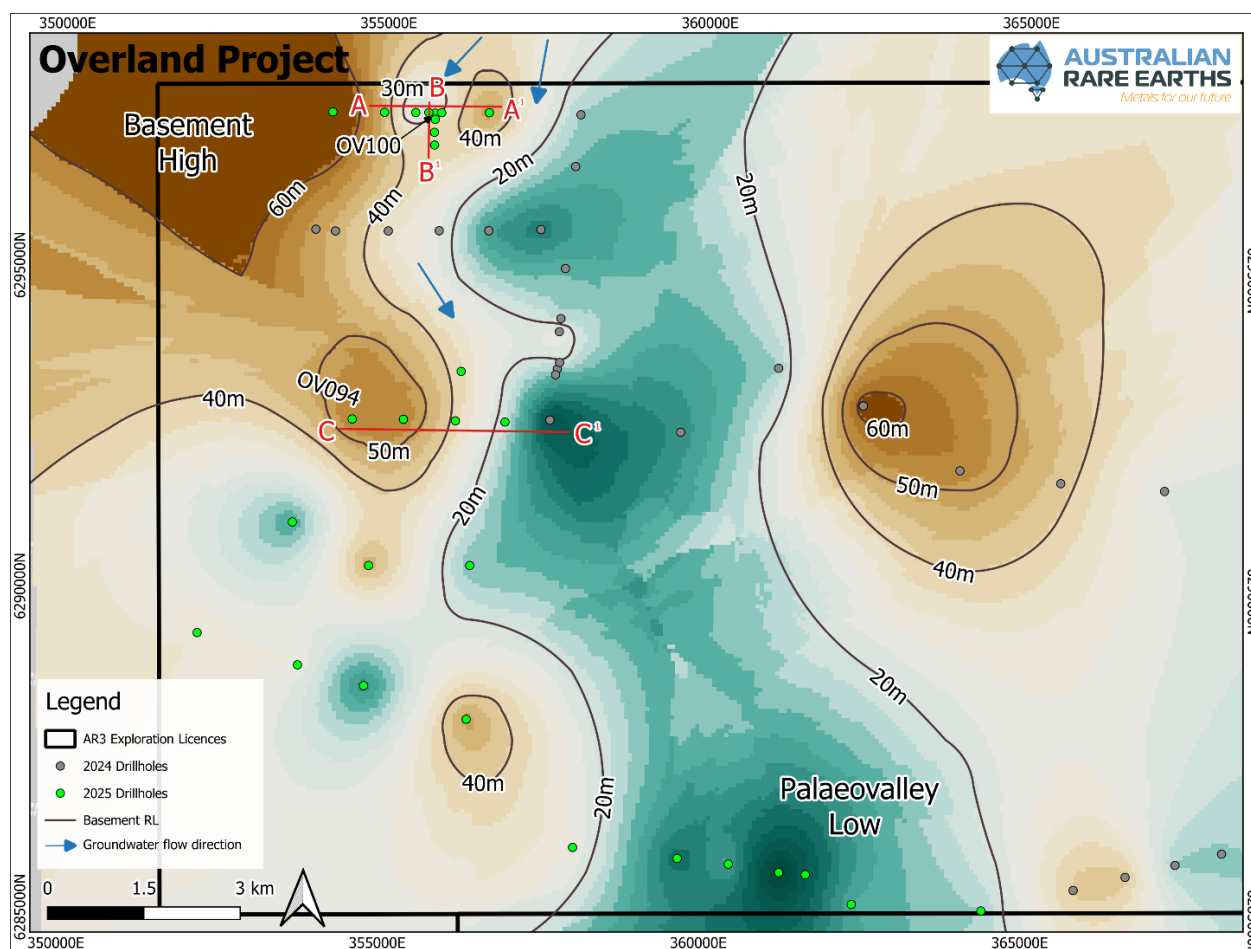 350000E
355000E
360000E
365000E
Overland Project
AUSTRALIAN
RARE EARTHS
Metals for our future
30m
B
A
A¹
Basement
High
OV100
40m
B¹
20m
20m
60m
40m
6295000N
OV094
40m
C
C¹
50m
60m
50m
20m
40m
6290000N
20m
Legend
AR3 Exploration Licences
2024 Drillholes
2025 Drillholes
Basement RL
Groundwater flow direction
40m
20m
Palaeovalley
Low
0
1.5
3 km
6285000N
350000E
355000E
360000E
365000E